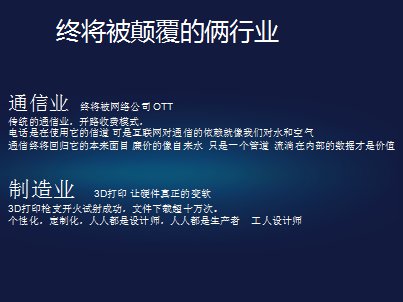 终将被颠覆的俩行业
通信业 终将被网络公司OTT
传统的通信业，开路收费模式。
电话是在使用它的信道 可是互联网对通信的依赖就像我们对水和空气
通信终将回归它的本来面目 廉价的像自来水 只是一个管道 流淌在内部的数据才是价值
制造业 3D打印 让硬件真正的变软
3D打印枪支开火试射成功，文件下载超十万次。
个性化，定制化，人人都是设计师，人人都是生产者 工人设计师